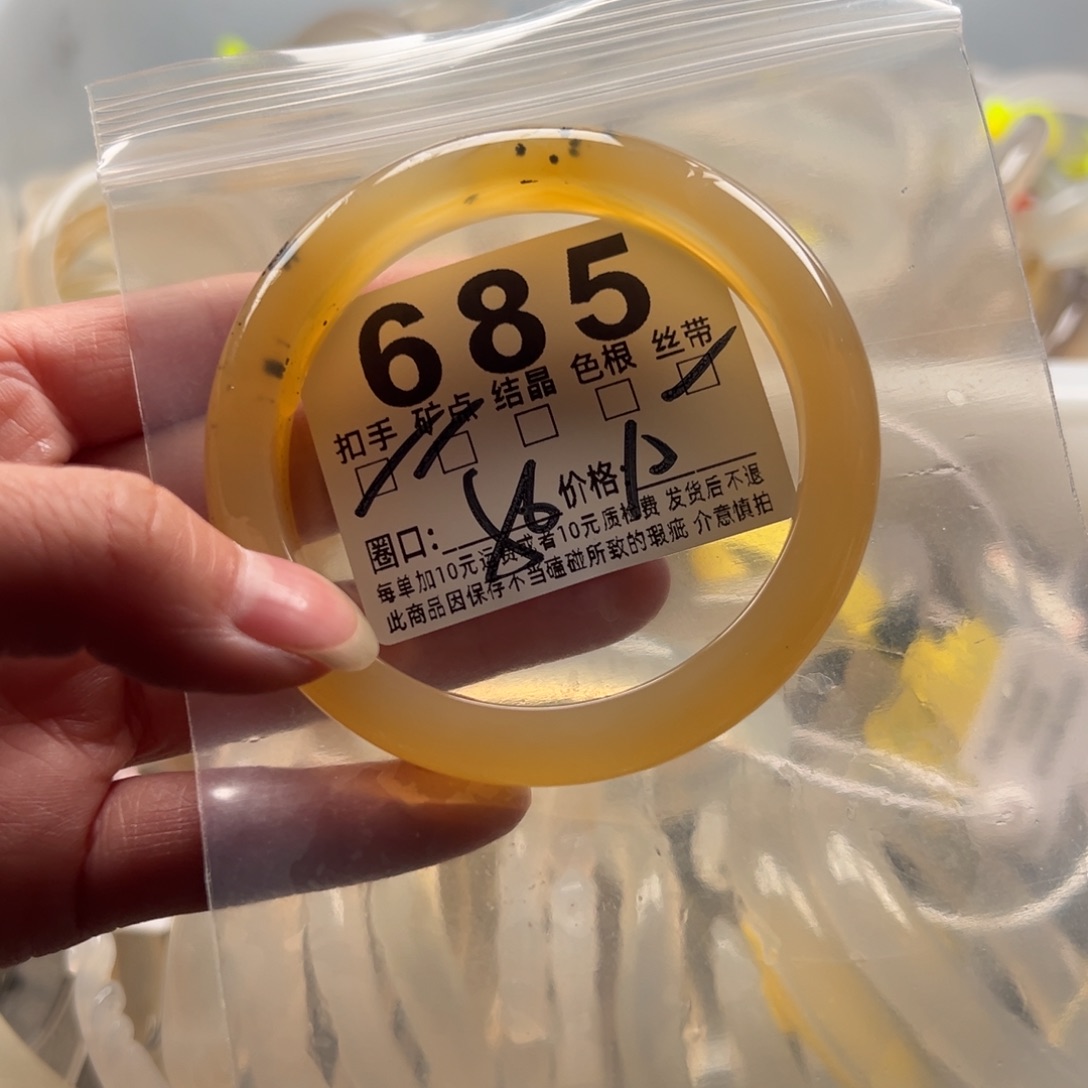 685
扣手 矿点 结晶 色根 丝带
圈口: 价格
每单加10元运费或者10元质检费 发货后不退
此商品因保存不当磕碰所致的瑕疵 介意慎拍